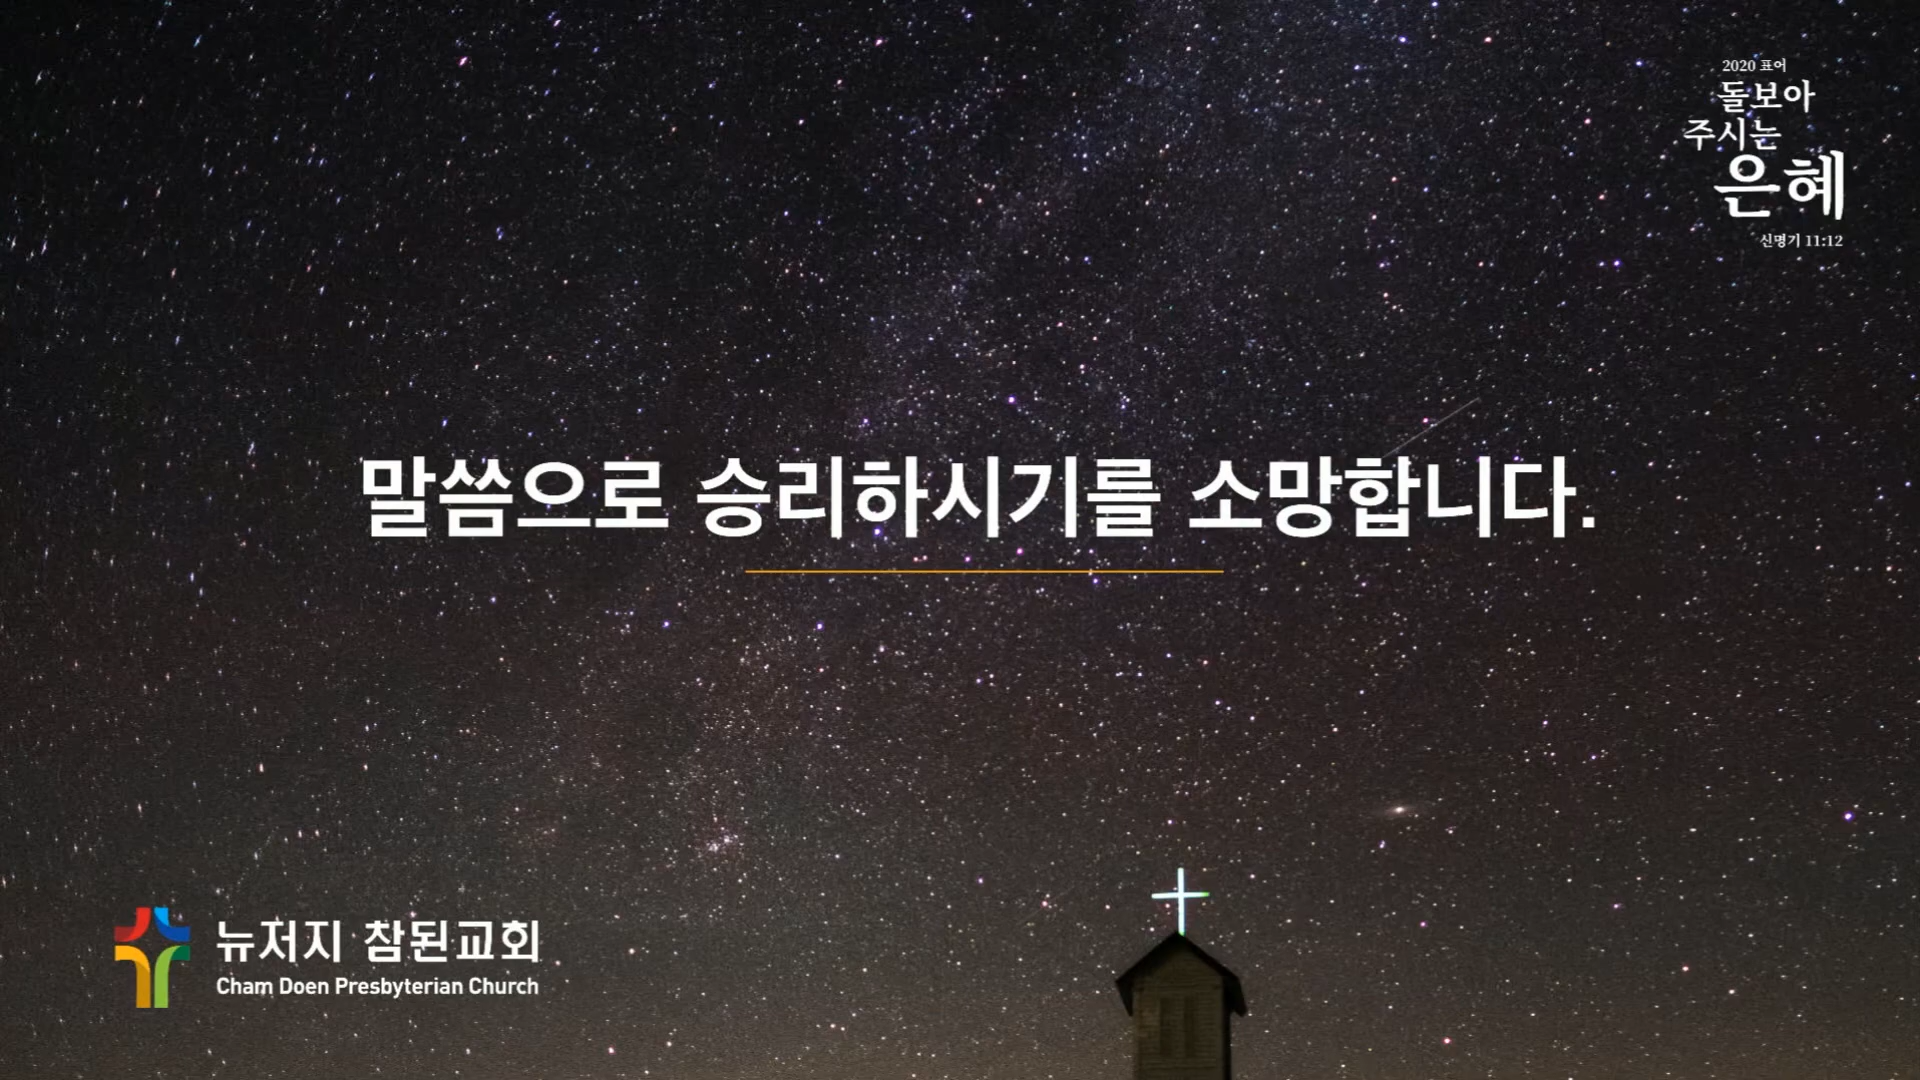 2020 표어
돌보아
주시는
은혜
신명기 11:12
말씀으로 승리하시기를 소망합니다.
뉴저지 참된교회
Cham Doen Presbyterian Church